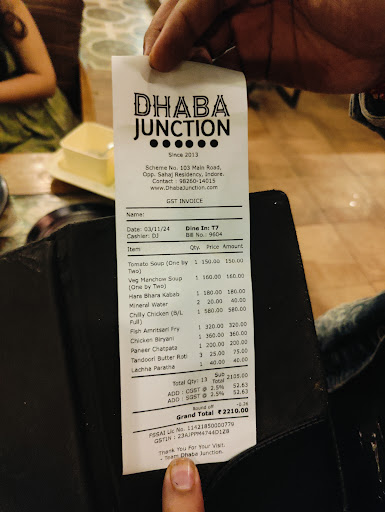 DHABA
JUNCTION
Since 2013
Scheme No. 103 Main Road,
Opp. Sahaj Residency, Indore.
Contact : 98260-14015
www.DhabaJunction.com
GST INVOICE
Name:
Date: 03/11/24 Dine In: T7
Cashier: DJ Bill No.: 9604
Item Qty. Price Amount
Tomato Soup (One by 1 150.00 150.00
Two)
Veg Manchow Soup 1 160.00 160.00
(One by Two)
Hara Bhara Kabab 1 180.00 180.00
Mineral Water 2 20.00 40.00
Chilly Chicken (B/L 1 580.00 580.00
Full)
Fish Amritsari Fry 1 320.00 320.00
Chicken Biryani 1 360.00 360.00
Paneer Chatpata 1 200.00 200.00
Tandoori Butter Roti 3 25.00 75.00
Lachha Paratha 1 40.00 40.00
Total Qty: 13 Sub Total 2105.00
ADD : CGST @ 2.5% 52.63
ADD : SGST @ 2.5% 52.63
Round off -0.26
Grand Total ₹ 2210.00
FSSAI Lic No. 11421850000779
GSTIN : 23AJPPM4744D1Z8
Thank You For Your Visit.
- Team Dhaba Junction.